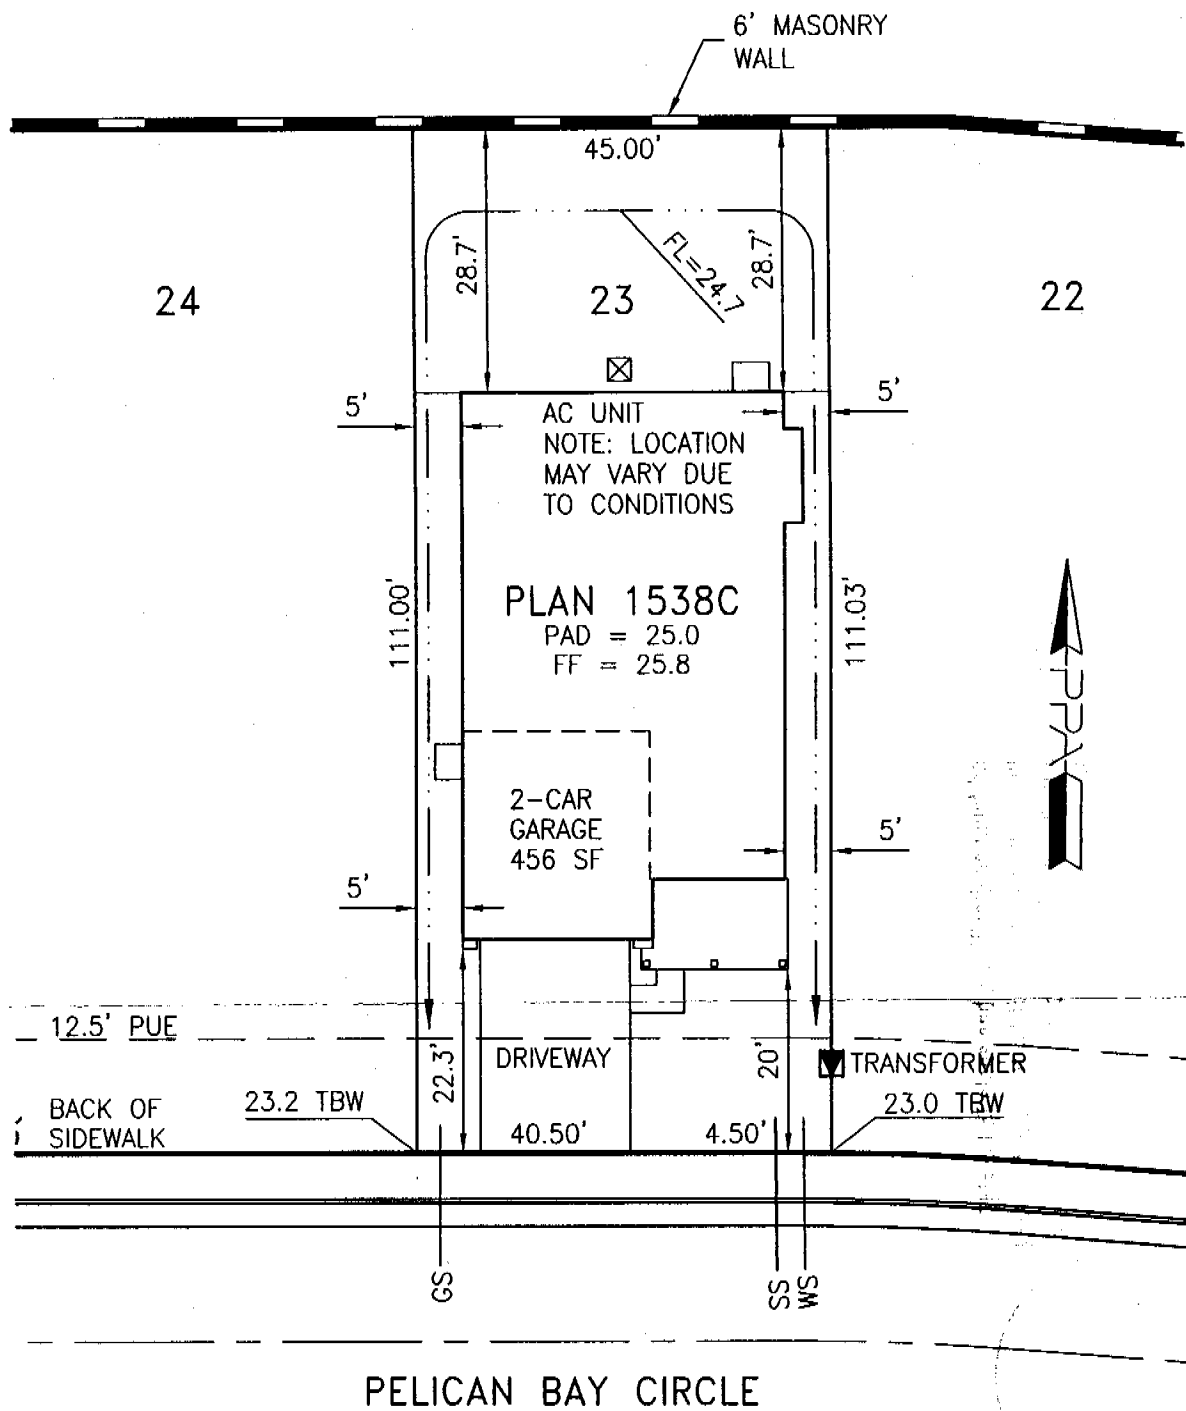 6' MASONRY
WALL
45.00'
28.7'
28.7'
FL=24.7
24
23
22
5'
5'
AC UNIT
NOTE: LOCATION
MAY VARY DUE
TO CONDITIONS
111.00'
111.03'
PLAN 1538C
PAD = 25.0
FF = 25.8
2-CAR
GARAGE
456 SF
5'
5'
12.5' PUE
22.3'
DRIVEWAY
20'
TRANSFORMER
BACK OF
SIDEWALK
23.2 TBW
23.0 TBW
40.50'
4.50'
GS
SS
WS
PELICAN BAY CIRCLE